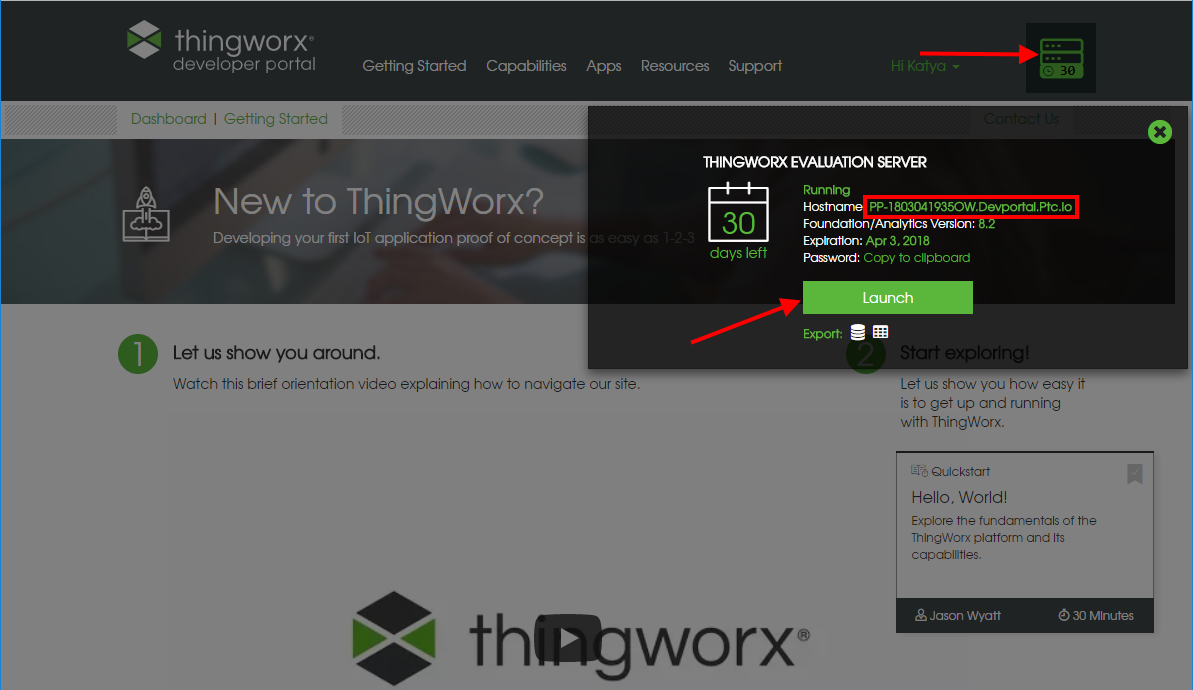 thingworx®
developer portal
Getting Started Capabilities Apps Resources Support
Hi Katya
30
Dashboard | Getting Started
Contact Us
New to ThingWorx?
Developing your first IoT application proof of concept is as easy as 1-2-3
THINGWORX EVALUATION SERVER
30
days left
Running
Hostname PP-1803041935OW.Devportal.Ptc.Io
Foundation/Analytics Version: 8.2
Expiration: Apr 3, 2018
Password: Copy to clipboard
Launch
Export:
1 Let us show you around.
Watch this brief orientation video explaining how to navigate our site.
thingworx®
2 Start exploring!
Let us show you how easy it
is to get up and running
with ThingWorx.
Quickstart
Hello, World!
Explore the fundamentals of the
ThingWorx platform and its
capabilities.
Jason Wyatt 30 Minutes